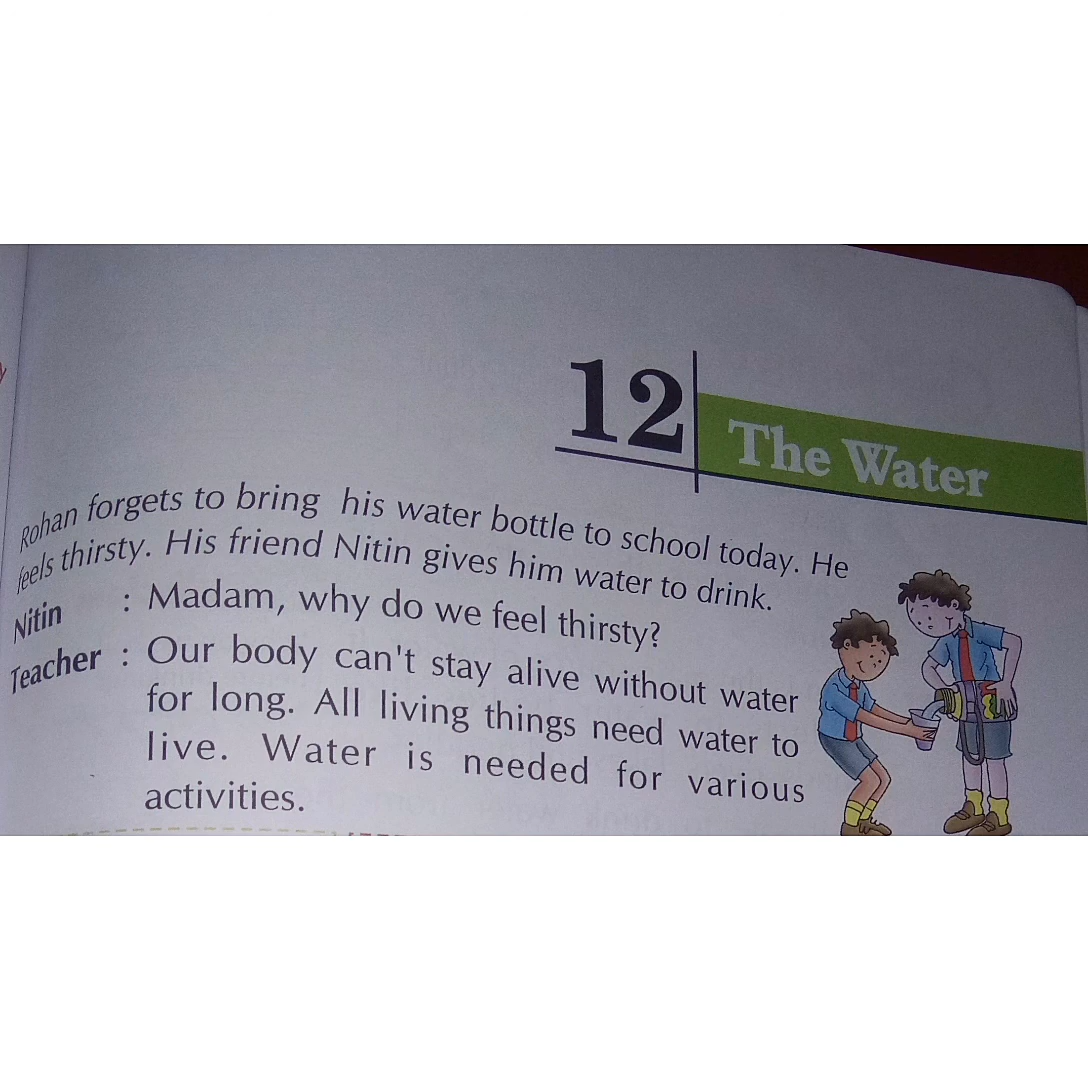 12
The Water
Rohan forgets to bring his water bottle to school today. He
feels thirsty. His friend Nitin gives him water to drink.
Nitin : Madam, why do we feel thirsty?
Teacher : Our body can't stay alive without water
for long. All living things need water to
live. Water is needed for various
activities.